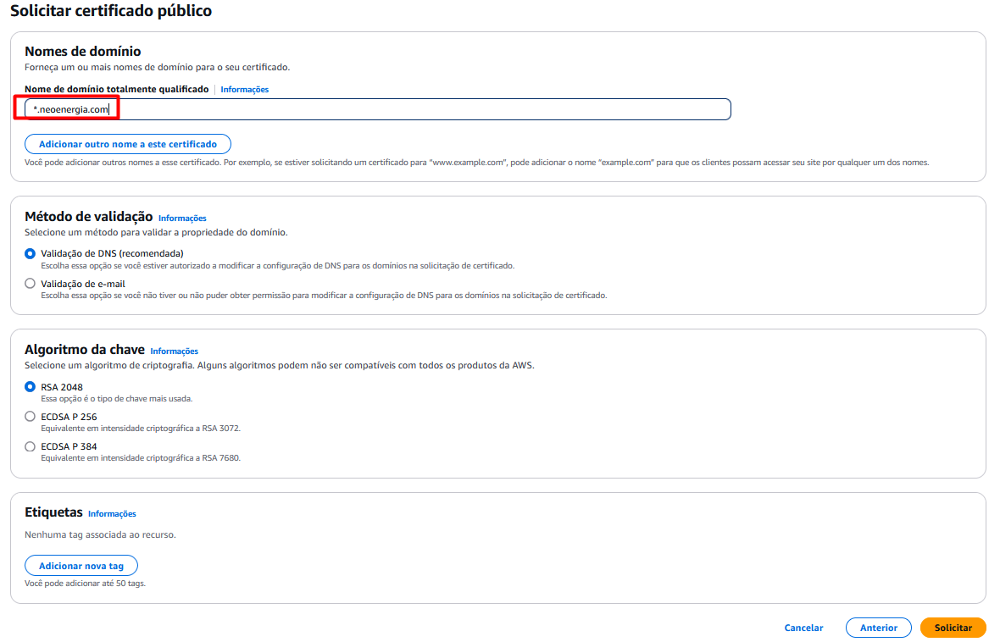 Solicitar certificado público
Nomes de domínio
Forneça um ou mais nomes de domínio para o seu certificado.
Nome de domínio totalmente qualificado Informações
*.neoenergia.com
Adicionar outro nome a este certificado
Você pode adicionar outros nomes a esse certificado. Por exemplo, se estiver solicitando um certificado para “www.example.com”, pode adicionar o nome “example.com” para que os clientes possam acessar seu site por qualquer um dos nomes.
Método de validação Informações
Selecione um método para validar a propriedade do domínio.
Validação de DNS (recomendada)
Escolha essa opção se você estiver autorizado a modificar a configuração de DNS para os domínios na solicitação de certificado.
Validação de e-mail
Escolha essa opção se você não tiver ou não puder obter permissão para modificar a configuração de DNS para os domínios na solicitação de certificado.
Algoritmo da chave Informações
Selecione um algoritmo de criptografia. Alguns algoritmos podem não ser compatíveis com todos os produtos da AWS.
RSA 2048
Essa opção é o tipo de chave mais usada.
ECDSA P 256
Equivalente em intensidade criptográfica a RSA 3072.
ECDSA P 384
Equivalente em intensidade criptográfica a RSA 7680.
Etiquetas Informações
Nenhuma tag associada ao recurso.
Adicionar nova tag
Você pode adicionar até 50 tags.
Cancelar Anterior Solicitar